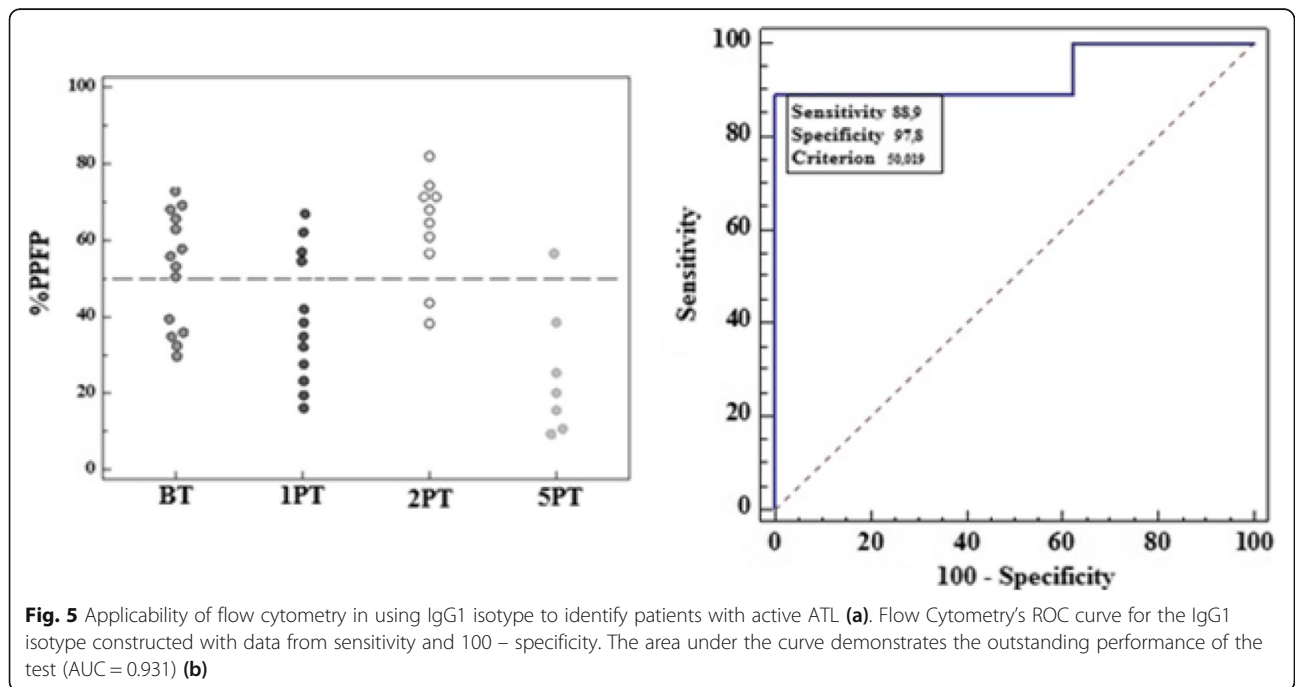 100
80
60
40
20
0
%PPFP
BT 1PT 2PT 5PT
100
80
60
40
20
0
Sensitivity
Sensitivity 88,9
Specificity 97,8
Criterion 50,019
0 20 40 60 80 100
100 - Specificity
Fig. 5 Applicability of flow cytometry in using IgG1 isotype to identify patients with active ATL (a). Flow Cytometry's ROC curve for the IgG1
isotype constructed with data from sensitivity and 100 – specificity. The area under the curve demonstrates the outstanding performance of the
test (AUC = 0.931) (b)